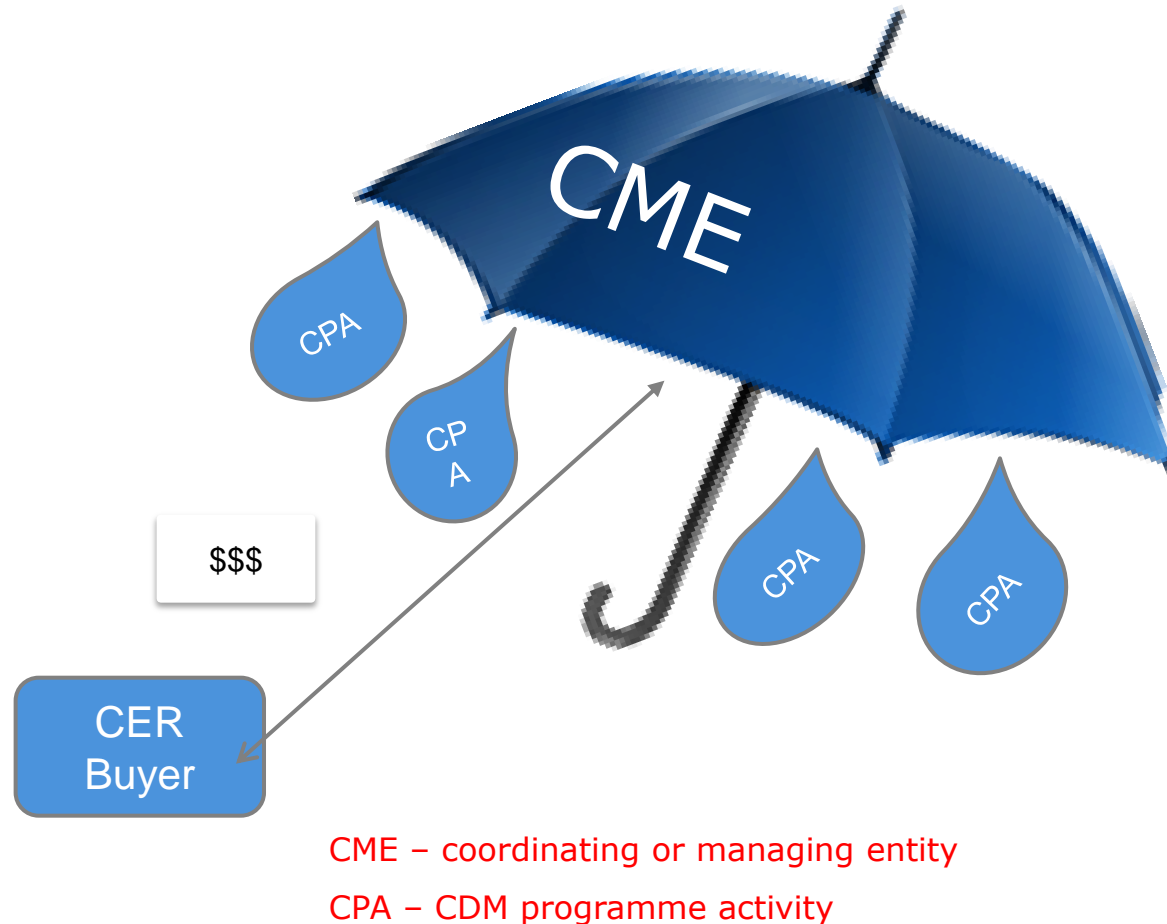 CME
CPA
CP
A
$$$
CPA
CPA
CER
Buyer
CME – coordinating or managing entity
CPA – CDM programme activity